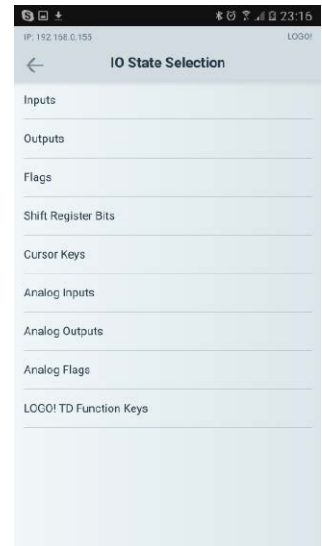 23:16
IP: 192.168.0.155 LOGO!
IO State Selection
Inputs
Outputs
Flags
Shift Register Bits
Cursor Keys
Analog Inputs
Analog Outputs
Analog Flags
LOGO! TD Function Keys